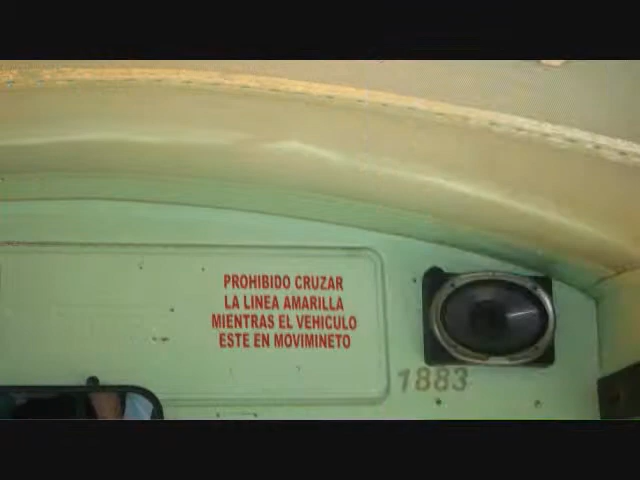 PROHIBIDO CRUZAR
LA LINEA AMARILLA
MIENTRAS EL VEHICULO
ESTE EN MOVIMINETO
1883